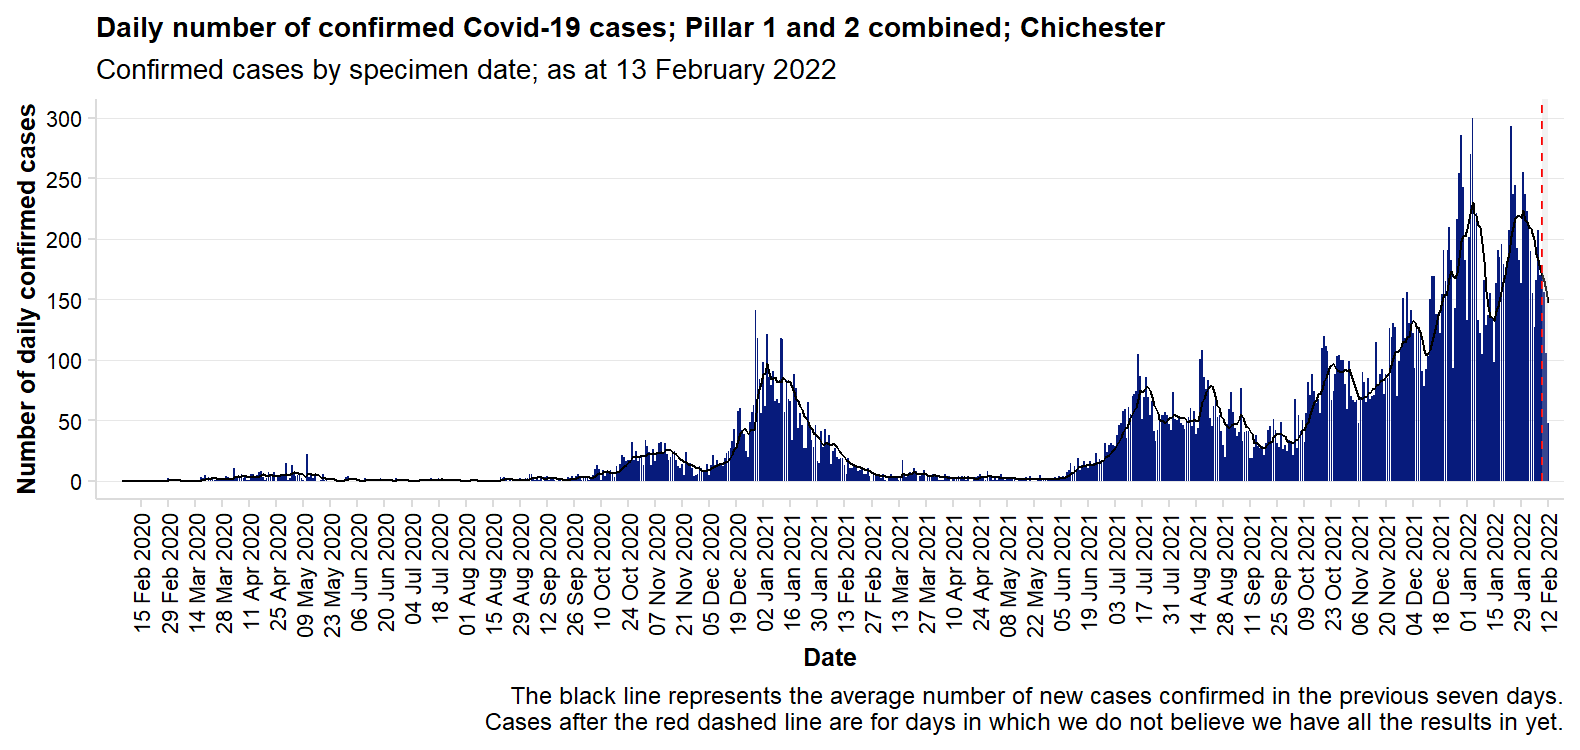 Daily number of confirmed Covid-19 cases; Pillar 1 and 2 combined; Chichester
Confirmed cases by specimen date; as at 13 February 2022
Number of daily confirmed cases
300
250
200
150
100
50
0
15 Feb 2020
29 Feb 2020
14 Mar 2020
28 Mar 2020
11 Apr 2020
25 Apr 2020
09 May 2020
23 May 2020
06 Jun 2020
20 Jun 2020
04 Jul 2020
18 Jul 2020
01 Aug 2020
15 Aug 2020
29 Aug 2020
12 Sep 2020
26 Sep 2020
10 Oct 2020
24 Oct 2020
07 Nov 2020
21 Nov 2020
05 Dec 2020
19 Dec 2020
02 Jan 2021
16 Jan 2021
30 Jan 2021
13 Feb 2021
27 Feb 2021
13 Mar 2021
27 Mar 2021
10 Apr 2021
24 Apr 2021
08 May 2021
22 May 2021
05 Jun 2021
19 Jun 2021
03 Jul 2021
17 Jul 2021
31 Jul 2021
14 Aug 2021
28 Aug 2021
11 Sep 2021
25 Sep 2021
09 Oct 2021
23 Oct 2021
06 Nov 2021
20 Nov 2021
04 Dec 2021
18 Dec 2021
01 Jan 2022
15 Jan 2022
29 Jan 2022
12 Feb 2022
Date
The black line represents the average number of new cases confirmed in the previous seven days.
Cases after the red dashed line are for days in which we do not believe we have all the results in yet.